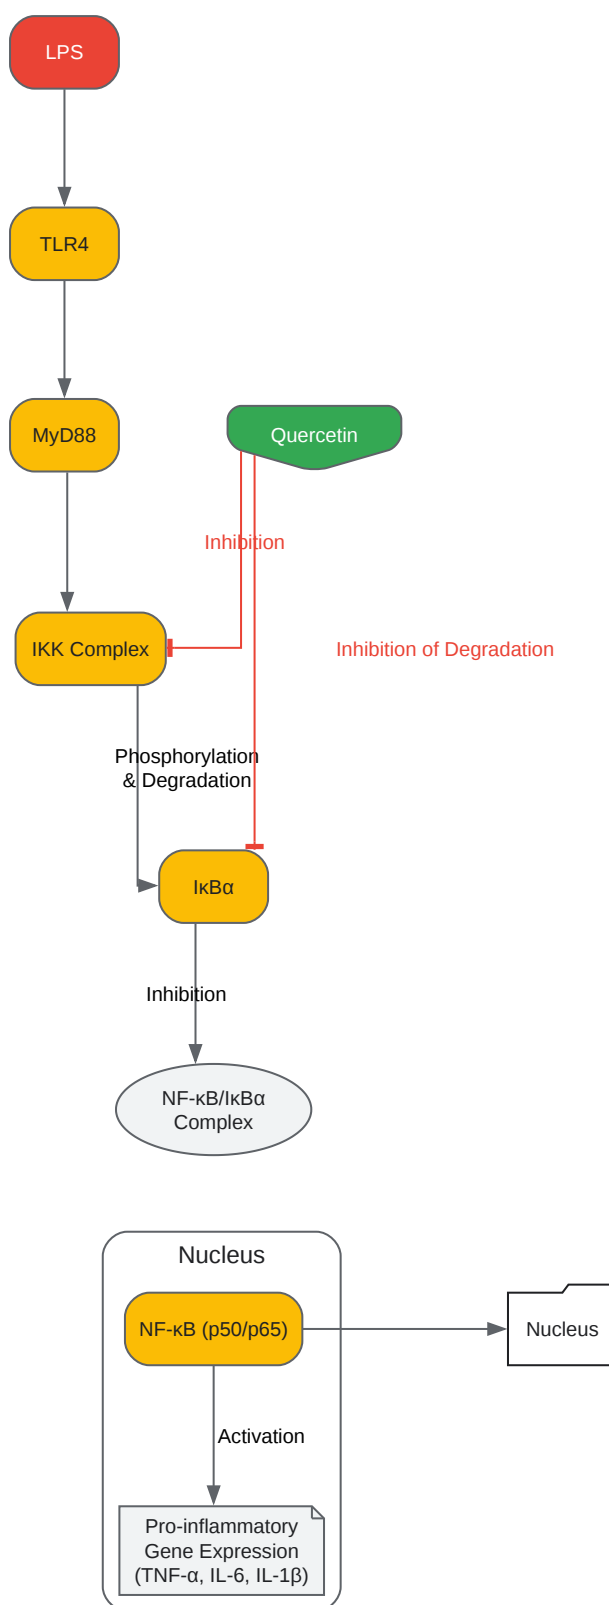 LPS
TLR4
MyD88
Quercetin
Inhibition
IKK Complex
Inhibition of Degradation
Phosphorylation
& Degradation
IκBα
Inhibition
NF-κB/IκBα
Complex
Nucleus
NF-κB (p50/p65)
Nucleus
Activation
Pro-inflammatory
Gene Expression
(TNF-α, IL-6, IL-1β)